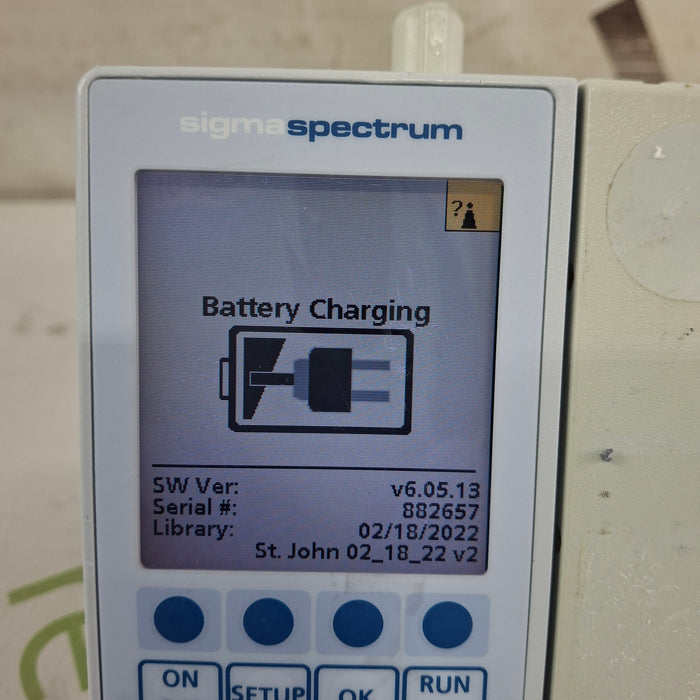 sigmaspectrum
?
Battery Charging
SW Ver: v6.05.13
Serial #: 882657
Library: 02/18/2022
St. John 02_18_22 v2
ON
SETUP
OK
RUN